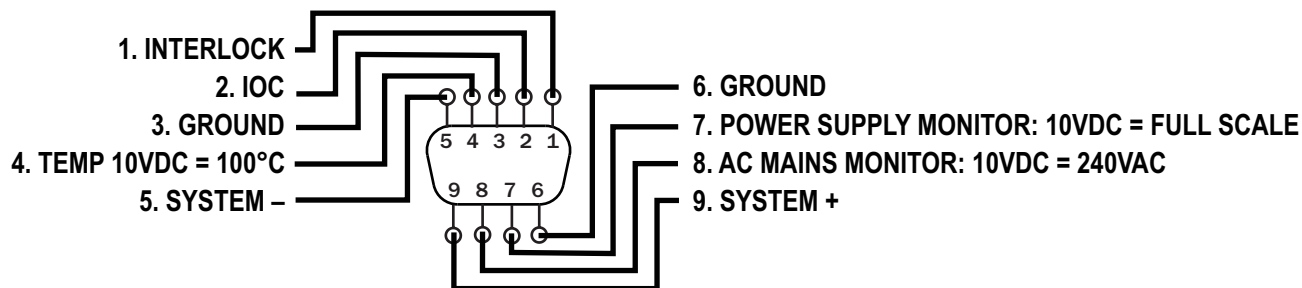 1. INTERLOCK
2. IOC
3. GROUND
4. TEMP 10VDC = 100°C
5. SYSTEM –
5 4 3 2 1
9 8 7 6
6. GROUND
7. POWER SUPPLY MONITOR: 10VDC = FULL SCALE
8. AC MAINS MONITOR: 10VDC = 240VAC
9. SYSTEM +